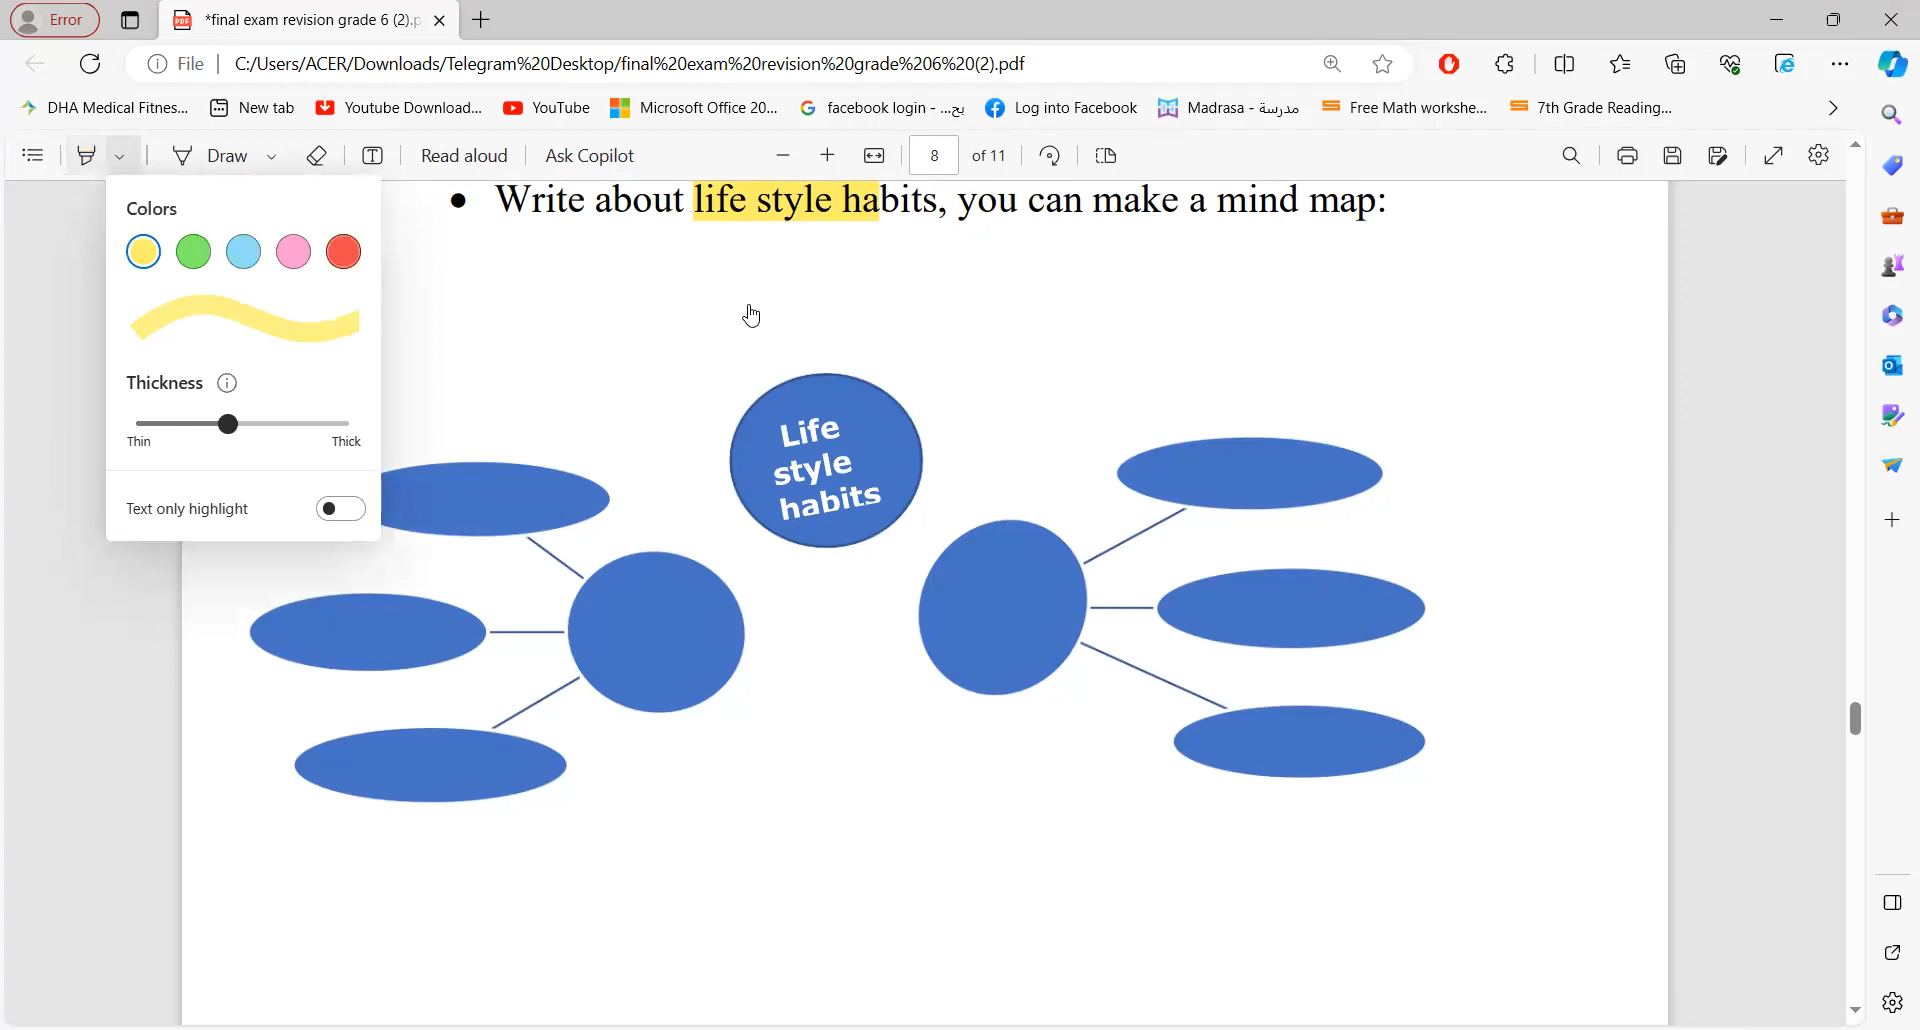 Error
*final exam revision grade 6 (2).p
File
C:/Users/ACER/Downloads/Telegram%20Desktop/final%20exam%20revision%20grade%206%20(2).pdf
DHA Medical Fitnes...
New tab
Youtube Download...
YouTube
Microsoft Office 20...
facebook login - ...بح
Log into Facebook
Madrasa - مدرسة
Free Math workshe...
7th Grade Reading...
Draw
Read aloud
Ask Copilot
8
of 11
Colors
Thickness
Thin
Thick
Text only highlight
• Write about life style habits, you can make a mind map:
Life
style
habits